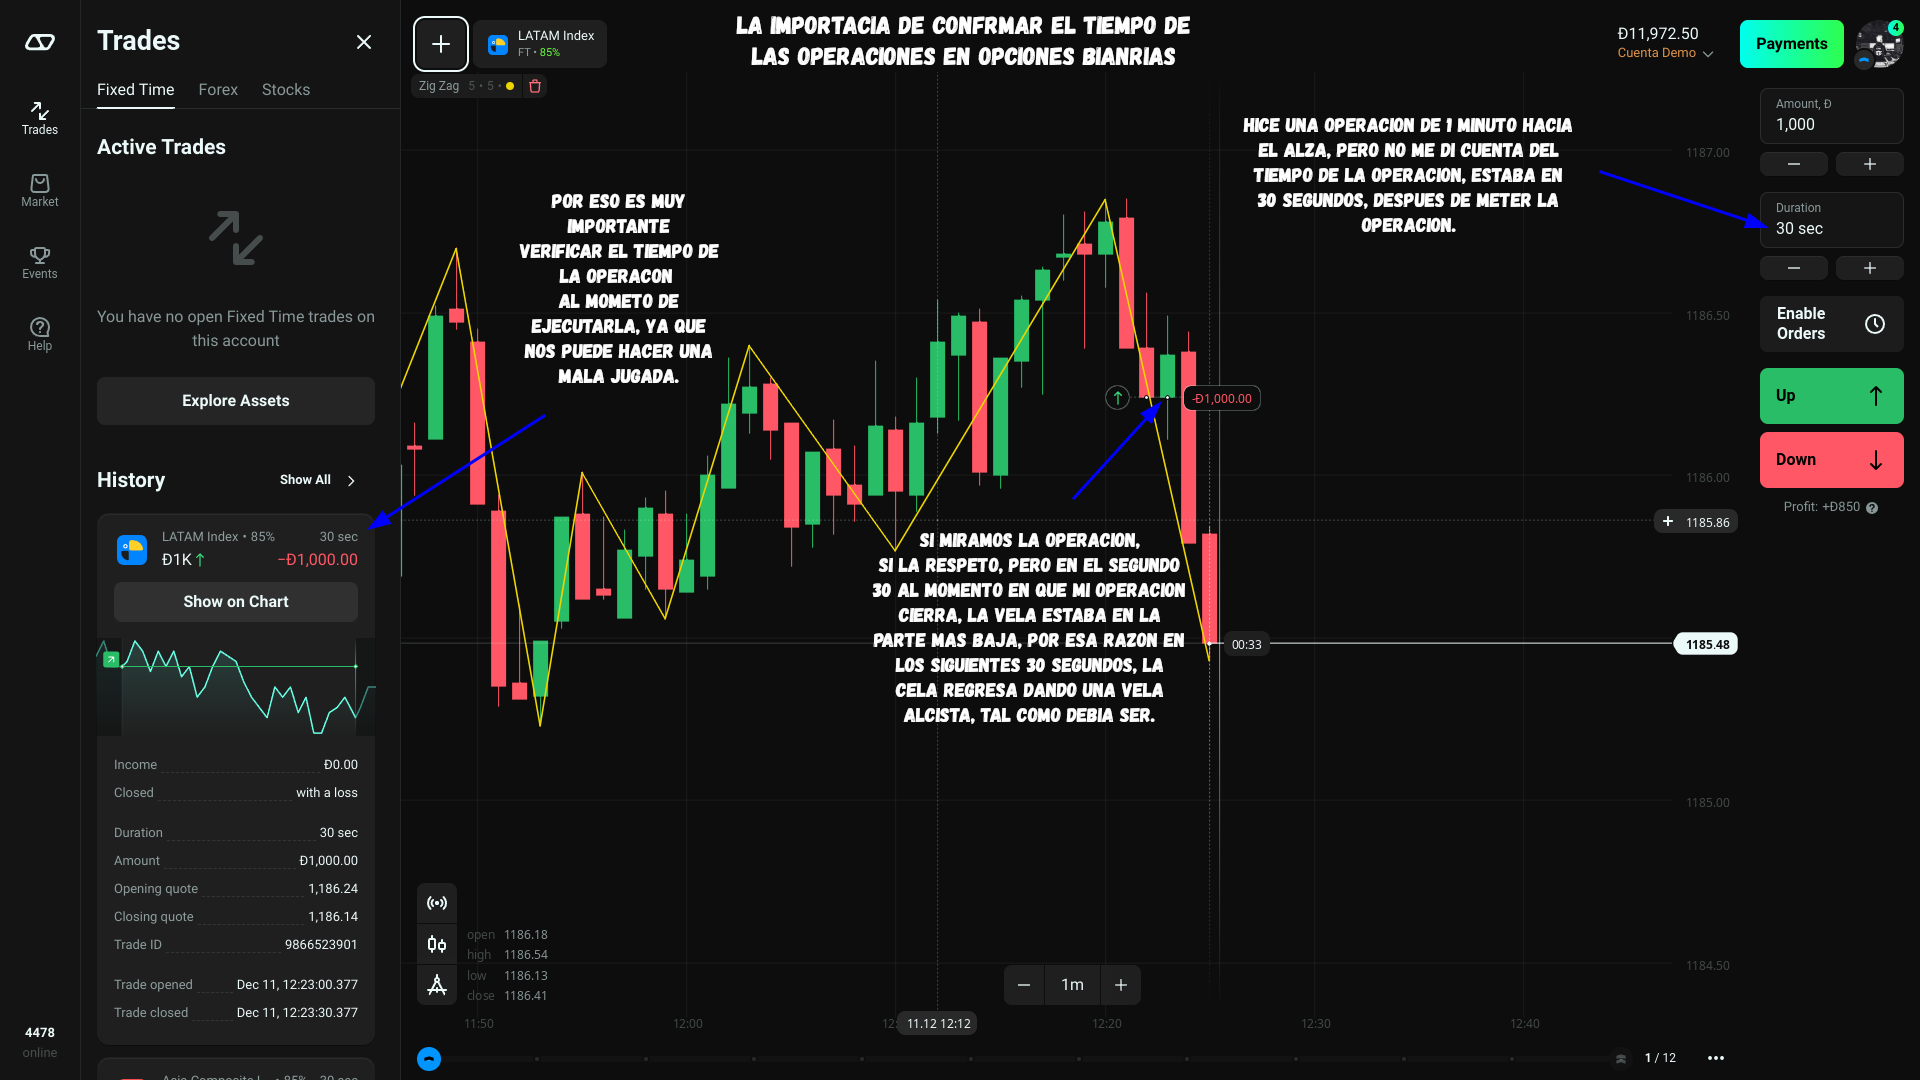 Trades
Fixed Time
Forex
Stocks
Trades
Market
Events
Help
4478
online
Active Trades
You have no open Fixed Time trades on
this account
Explore Assets
History
Show All
LATAM Index • 85%
30 sec
Ð1K
−Ð1,000.00
Show on Chart
Income
Ð0.00
Closed
with a loss
Duration
30 sec
Amount
Ð1,000.00
Opening quote
1,186.24
Closing quote
1,186.14
Trade ID
9866523901
Trade opened
Dec 11, 12:23:00.377
Trade closed
Dec 11, 12:23:30.377
LATAM Index
FT • 85%
Zig Zag 5 • 5 •
LA IMPORTACIA DE CONFRMAR EL TIEMPO DE
LAS OPERACIONES EN OPCIONES BIANRIAS
POR ESO ES MUY
IMPORTANTE
VERIFICAR EL TIEMPO DE
LA OPERACON
AL MOMETO DE
EJECUTARLA, YA QUE
NOS PUEDE HACER UNA
MALA JUGADA.
HICE UNA OPERACION DE 1 MINUTO HACIA
EL ALZA, PERO NO ME DI CUENTA DEL
TIEMPO DE LA OPERACION, ESTABA EN
30 SEGUNDOS, DESPUES DE METER LA
OPERACION.
-Ð1,000.00
SI MIRAMOS LA OPERACION,
SI LA RESPETO, PERO EN EL SEGUNDO
30 AL MOMENTO EN QUE MI OPERACION
CIERRA, LA VELA ESTABA EN LA
PARTE MAS BAJA, POR ESA RAZON EN
LOS SIGUIENTES 30 SEGUNDOS, LA
CELA REGRESA DANDO UNA VELA
ALCISTA, TAL COMO DEBIA SER.
00:33
open 1186.18
high 1186.54
low 1186.13
close 1186.41
1m
11:50
12:00
11.12 12:12
12:20
12:30
12:40
1 / 12
1187.00
1186.50
1186.00
1185.86
1185.48
1185.00
1184.50
Ð11,972.50
Cuenta Demo
Payments
4
Amount, Ð
1,000
Duration
30 sec
Enable
Orders
Up
Down
Profit: +Ð850